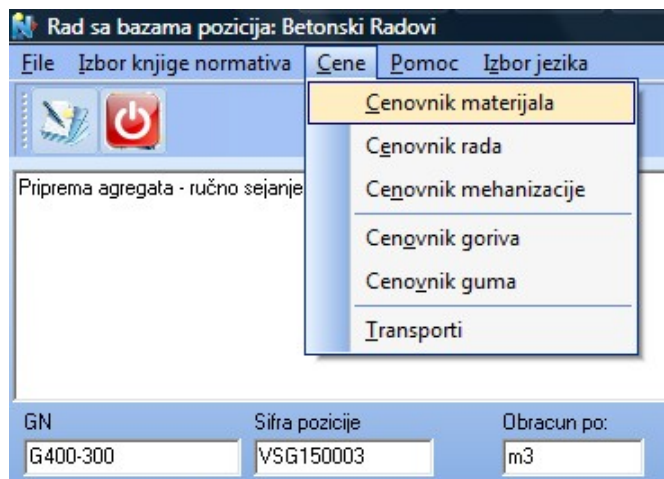 Rad sa bazama pozicija: Betonski Radovi
File Izbor knjige normativa Cene Pomoc Izbor jezika
Cenovnik materijala
Cenovnik rada
Cenovnik mehanizacije
Cenovnik goriva
Cenovnik guma
Transporti
Priprema agregata - ručno sejanje
GN Sifra pozicije Obracun po:
G400-300 VSG150003 m3